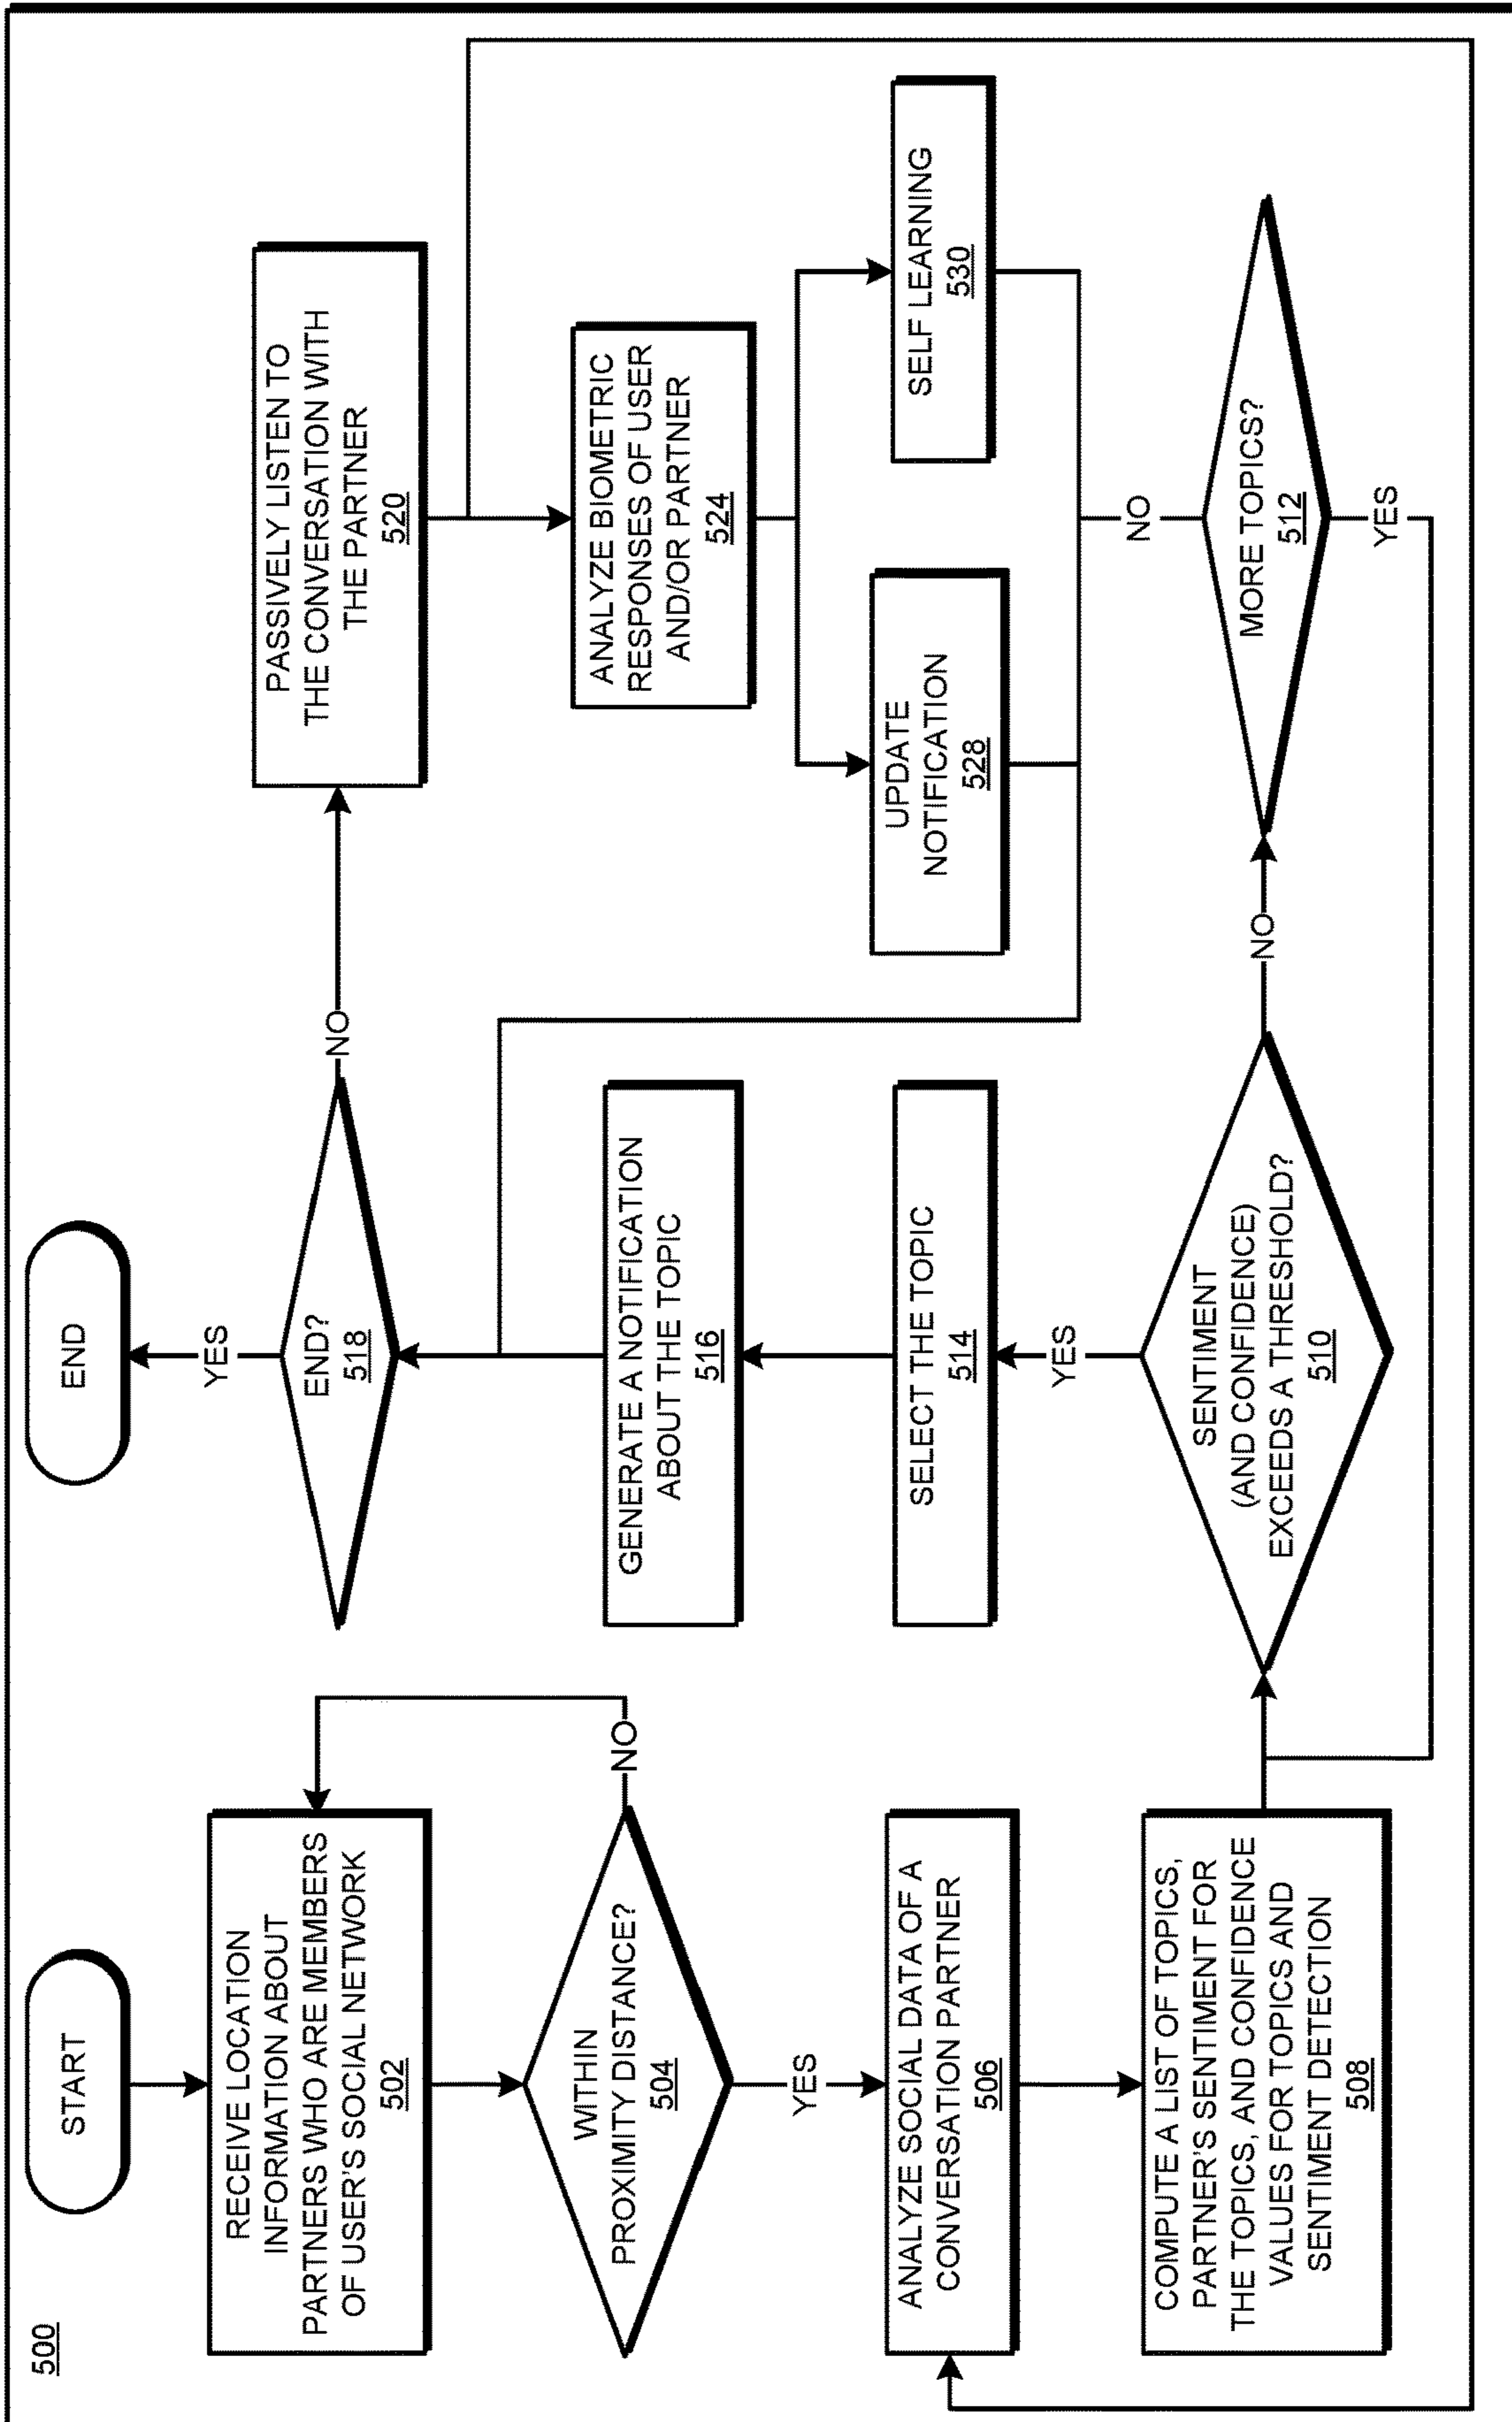 500
START
RECEIVE LOCATION
INFORMATION ABOUT
PARTNERS WHO ARE MEMBERS
OF USER'S SOCIAL NETWORK
502
WITHIN
PROXIMITY DISTANCE?
504
NO
YES
ANALYZE SOCIAL DATA OF A
CONVERSATION PARTNER
506
COMPUTE A LIST OF TOPICS,
PARTNER'S SENTIMENT FOR
THE TOPICS, AND CONFIDENCE
VALUES FOR TOPICS AND
SENTIMENT DETECTION
508
END
YES
END?
518
NO
GENERATE A NOTIFICATION
ABOUT THE TOPIC
516
SELECT THE TOPIC
514
YES
SENTIMENT
(AND CONFIDENCE)
EXCEEDS A THRESHOLD?
510
NO
PASSIVELY LISTEN TO
THE CONVERSATION WITH
THE PARTNER
520
ANALYZE BIOMETRIC
RESPONSES OF USER
AND/OR PARTNER
524
UPDATE
NOTIFICATION
528
SELF LEARNING
530
NO
MORE TOPICS?
512
YES